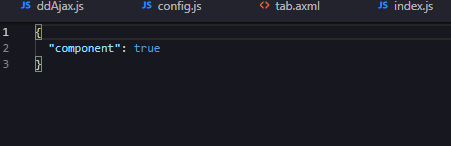 JS ddAjax.js JS config.js <> tab.axml JS index.js
1 {
2 "component": true
3 }